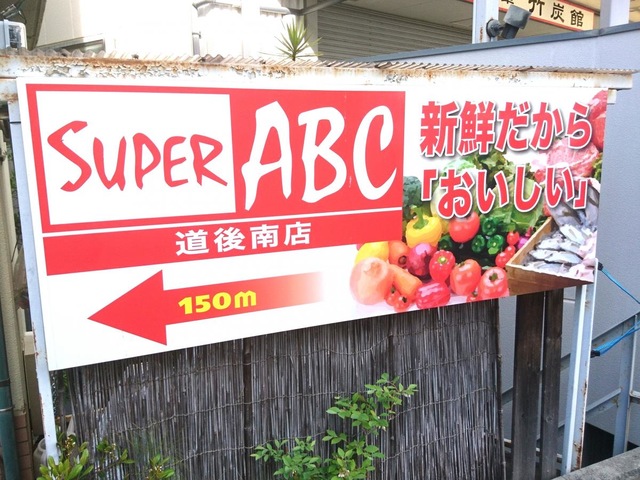 竹炭館
SUPER ABC
道後南店
150m
新鮮だから
「おいしい」